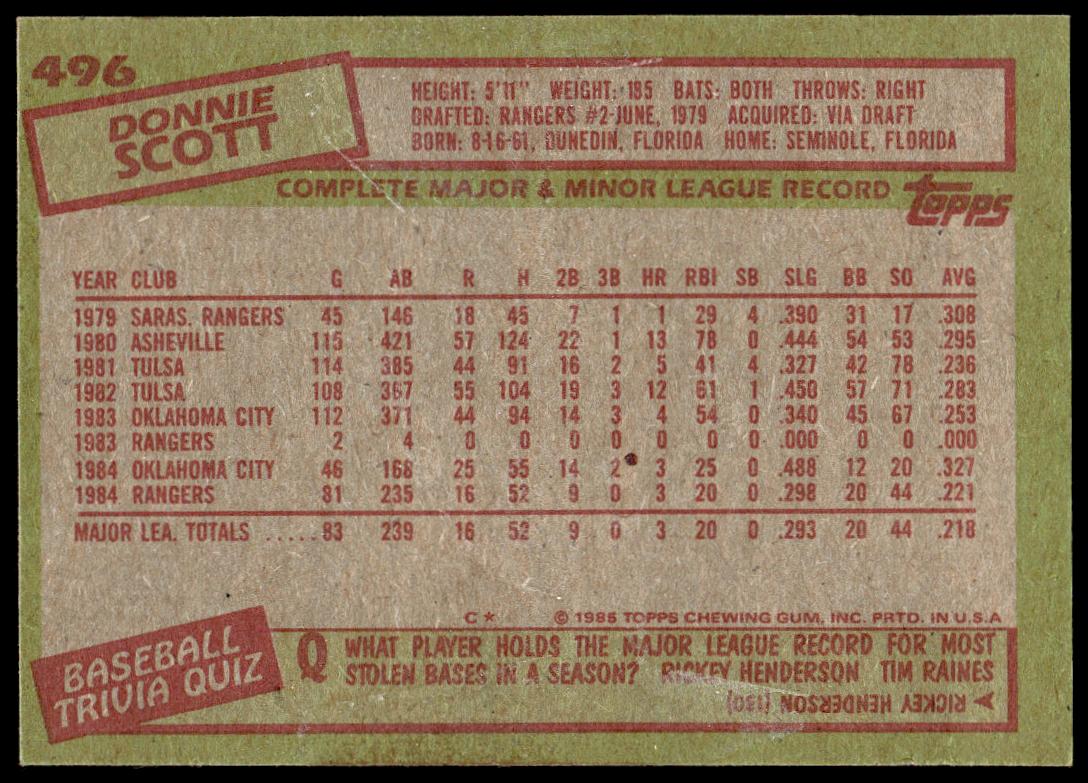 496
DONNIE
SCOTT
HEIGHT: 5'11" WEIGHT: 185 BATS: BOTH THROWS: RIGHT
DRAFTED: RANGERS #2-JUNE, 1979 ACQUIRED: VIA DRAFT
BORN: 8-16-61, DUNEDIN, FLORIDA HOME: SEMINOLE, FLORIDA
COMPLETE MAJOR & MINOR LEAGUE RECORD
topps
YEAR CLUB G AB R H 2B 3B HR RBI SB SLG BB SO AVG
1979 SARAS. RANGERS 45 146 18 45 7 1 1 29 4 .390 31 17 .308
1980 ASHEVILLE 115 421 57 124 22 1 13 78 0 .444 54 53 .295
1981 TULSA 114 385 44 91 16 2 5 41 4 .327 42 78 .236
1982 TULSA 108 367 55 104 19 3 12 61 1 .450 57 71 .283
1983 OKLAHOMA CITY 112 371 44 94 14 3 4 54 0 .340 45 67 .253
1983 RANGERS 2 4 0 0 0 0 0 0 0 .000 0 0 .000
1984 OKLAHOMA CITY 46 168 25 55 14 2 3 25 0 .488 12 20 .327
1984 RANGERS 81 235 16 52 9 0 3 20 0 .298 20 44 .221
MAJOR LEA. TOTALS ..... 83 239 16 52 9 0 3 20 0 .293 20 44 .218
C* © 1985 TOPPS CHEWING GUM, INC. PRTD. IN U.S.A
BASEBALL
TRIVIA QUIZ
Q WHAT PLAYER HOLDS THE MAJOR LEAGUE RECORD FOR MOST
STOLEN BASES IN A SEASON? RICKEY HENDERSON TIM RAINES
A RICKEY HENDERSON (130)